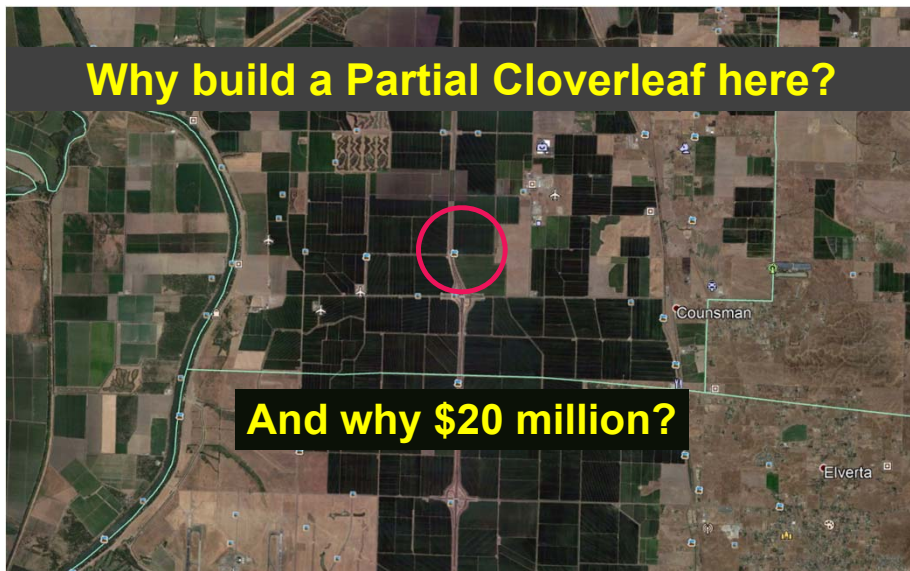 Why build a Partial Cloverleaf here?
Counsman
And why $20 million?
Elverta